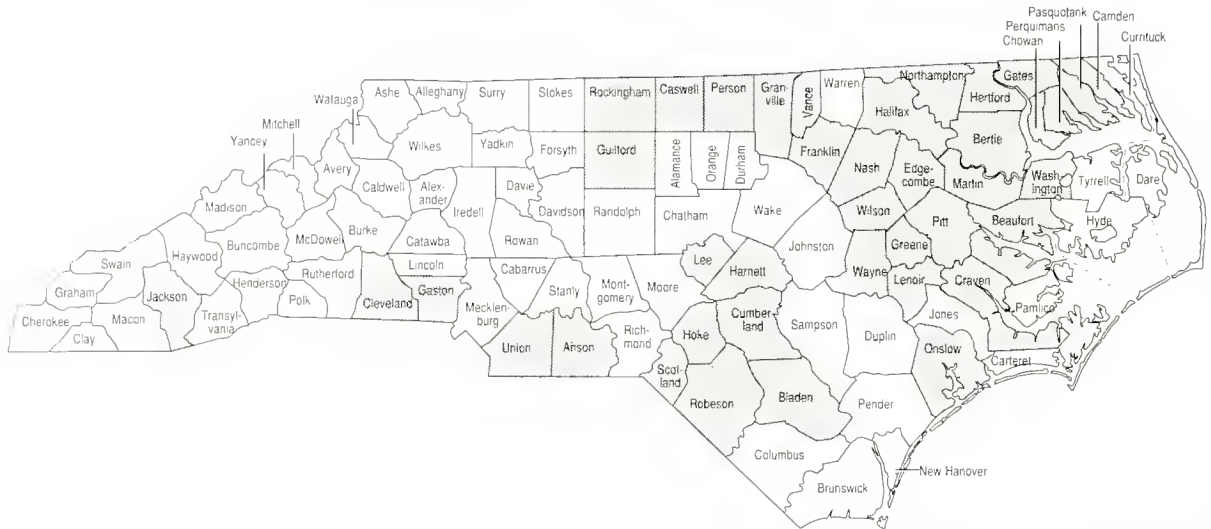 Pasquotank
Camden
Perquimans
Chowan
Currituck
Watauga
Mitchell
Yancey
Ashe
Alleghany
Surry
Stokes
Rockingham
Caswell
Person
Gran-
ville
Vance
Warren
Northampton
Gates
Hertford
Halifax
Bertie
Wilkes
Yadkin
Forsyth
Guilford
Alamance
Orange
Durham
Franklin
Nash
Edge-
combe
Martin
Wash-
ington
Tyrrell
Dare
Avery
Caldwell
Alex-
ander
Iredell
Davie
Davidson
Randolph
Chatham
Wake
Wilson
Pitt
Beaufort
Hyde
Madison
Buncombe
McDowell
Burke
Catawba
Rowan
Johnston
Greene
Swain
Haywood
Rutherford
Lincoln
Cabarrus
Stanly
Mont-
gomery
Moore
Lee
Harnett
Wayne
Lenoir
Craven
Pamlico
Graham
Jackson
Henderson
Polk
Cleveland
Gaston
Mecklen-
burg
Cherokee
Macon
Transyl-
vania
Clay
Union
Anson
Rich-
mond
Hoke
Cumber-
land
Sampson
Duplin
Jones
Onslow
Carteret
Scot-
land
Robeson
Bladen
Pender
Columbus
Brunswick
New Hanover